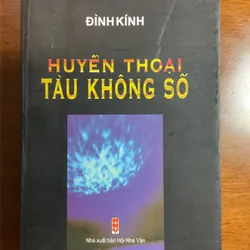 ĐÌNH KÍNH
HUYỀN THOẠI
TÀU KHÔNG SỐ
Nhà xuất bản Hội Nhà Văn